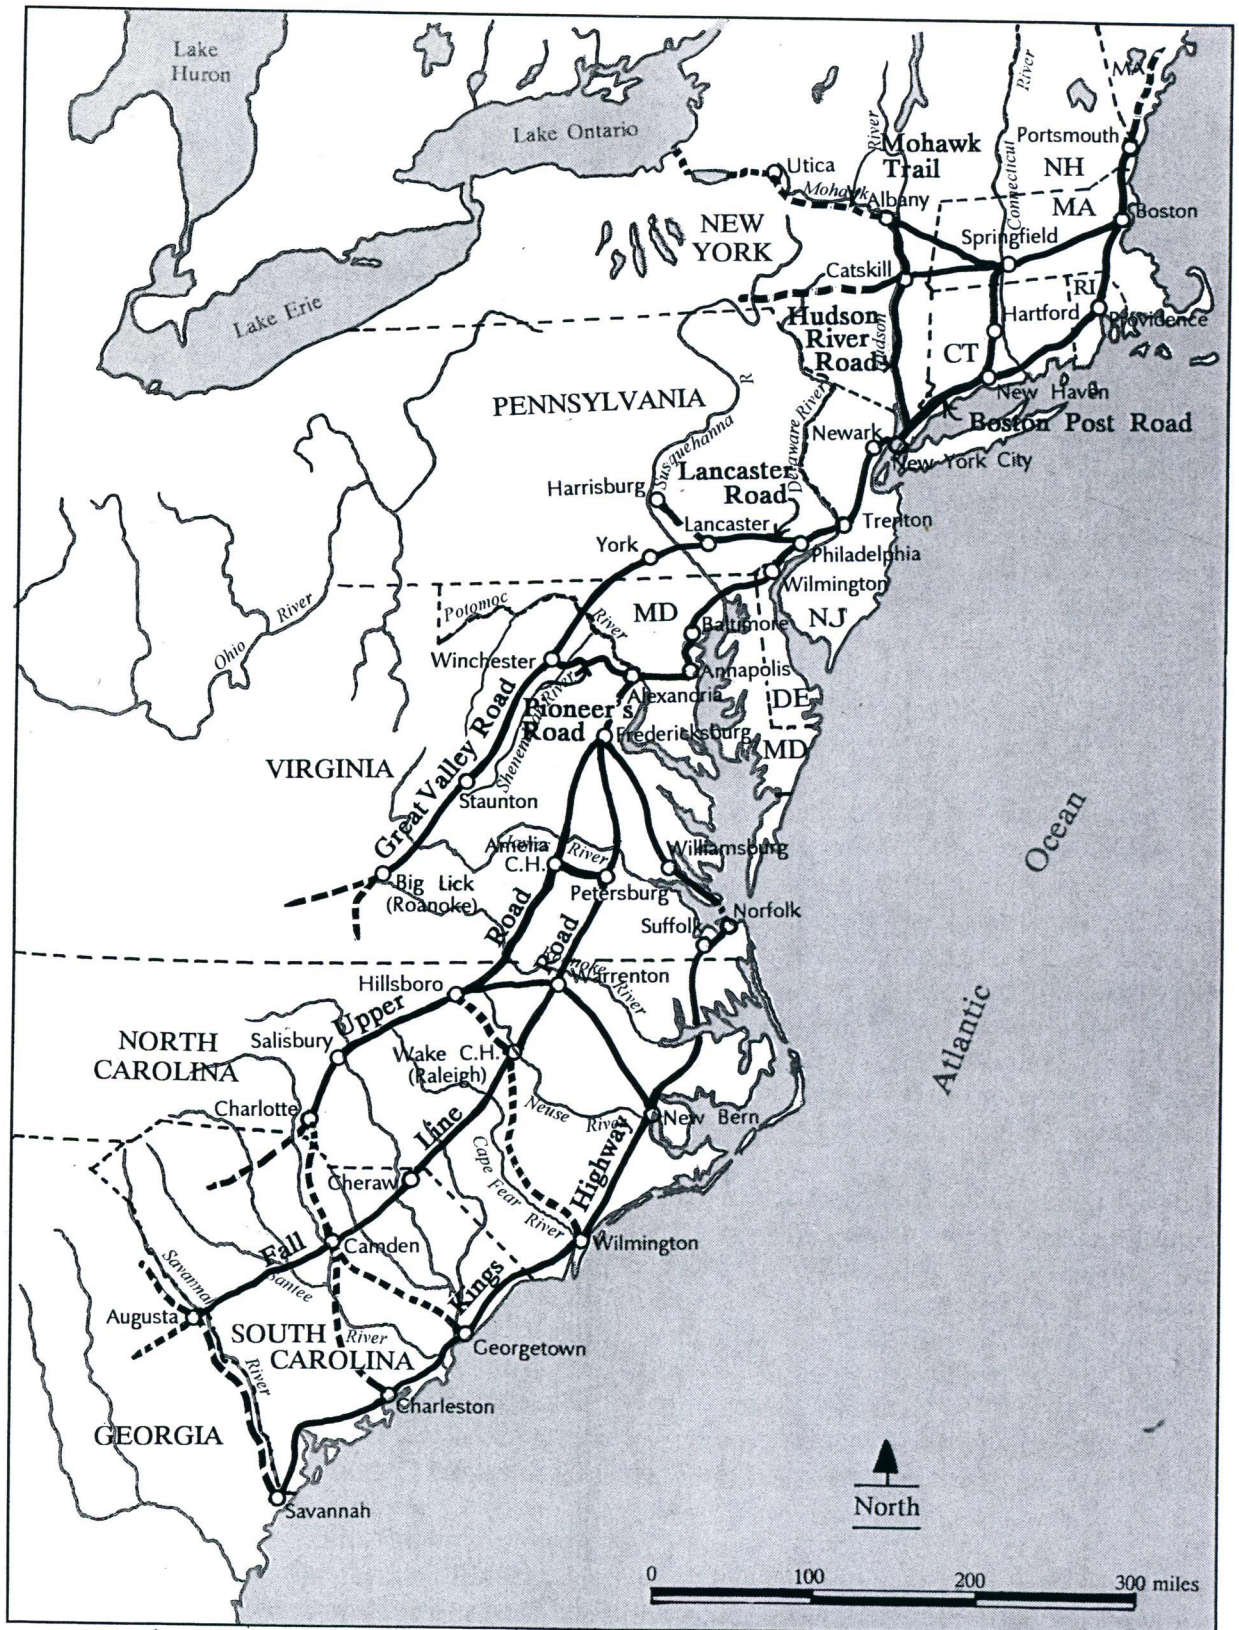 Lake
Huron
Lake Ontario
Lake Erie
River
River
Connecticut
MA
Portsmouth
NH
MA
Boston
Mohawk
Trail
Utica
Mohawk
Albany
NEW
YORK
Springfield
Catskill
RI
Hartford
Providence
Hudson
River
Road
Hudson
CT
New Haven
Boston Post Road
PENNSYLVANIA
R
Susquehanna
Delaware River
Newark
New York City
Lancaster
Road
Harrisburg
Lancaster
Trenton
York
Philadelphia
Wilmington
NJ
MD
Potomoc
River
Ohio
River
Baltimore
Winchester
Annapolis
Alexandria
DE
MD
Pioneer's
Road
Fredericksburg
River
Great Valley Road
VIRGINIA
Staunton
Amelia
C.H.
River
Williamsburg
Big Lick
(Roanoke)
Petersburg
Norfolk
Suffolk
Road
Road
Warrenton
River
Hillsboro
Upper
NORTH
CAROLINA
Salisbury
Wake C.H.
(Raleigh)
Charlotte
Line
Neuse River
New Bern
Cape Fear River
Highway
Cheraw
Fall
Camden
Kings
Wilmington
Savannah
River
Santee
River
Augusta
SOUTH
CAROLINA
Georgetown
Charleston
GEORGIA
Savannah
Atlantic
Ocean
North
0 100 200 300 miles